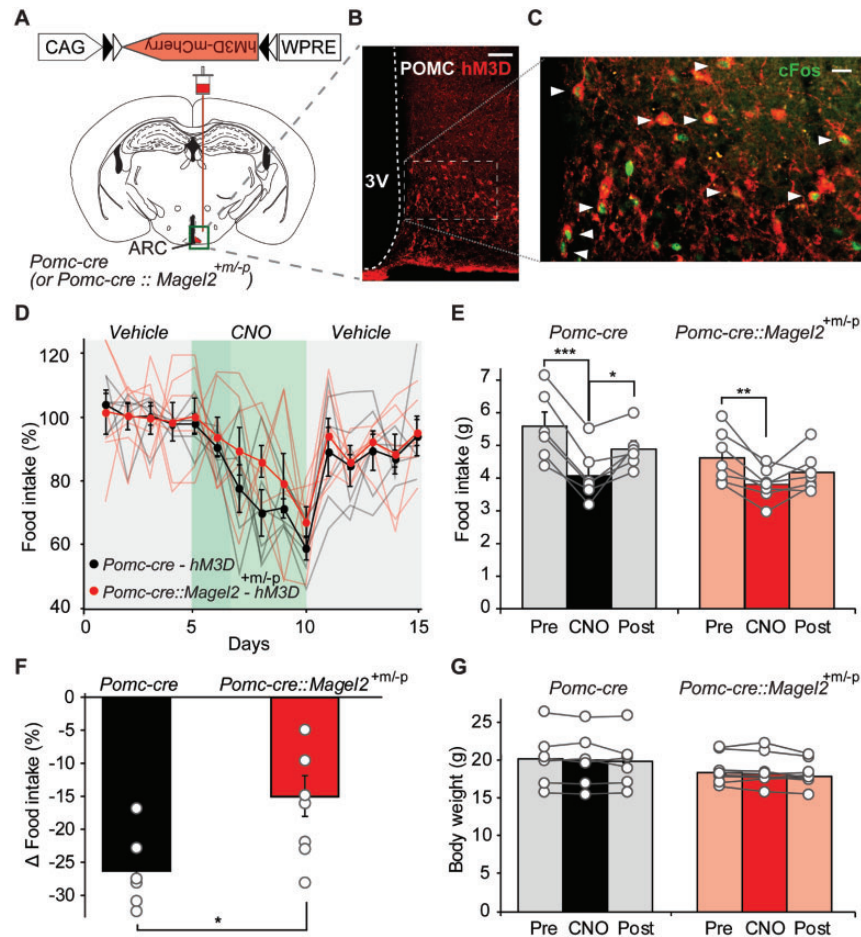 A
CAG
hM3D-mCherry
WPRE
ARC
Pomc-cre
(or Pomc-cre :: Magel2+m/-p)
B
POMC hM3D
3V
C
cFos
D
Vehicle CNO Vehicle
Food intake (%)
120
100
80
60
40
Pomc-cre - hM3D
Pomc-cre::Magel2+m/-p - hM3D
0 5 10 15
Days
E
Pomc-cre Pomc-cre::Magel2+m/-p
*** * **
Food intake (g)
7
6
5
4
3
2
1
0
Pre CNO Post Pre CNO Post
F
Pomc-cre Pomc-cre::Magel2+m/-p
Δ Food intake (%)
0
-5
-10
-15
-20
-25
-30
*
G
Pomc-cre Pomc-cre::Magel2+m/-p
Body weight (g)
25
20
15
10
5
0
Pre CNO Post Pre CNO Post